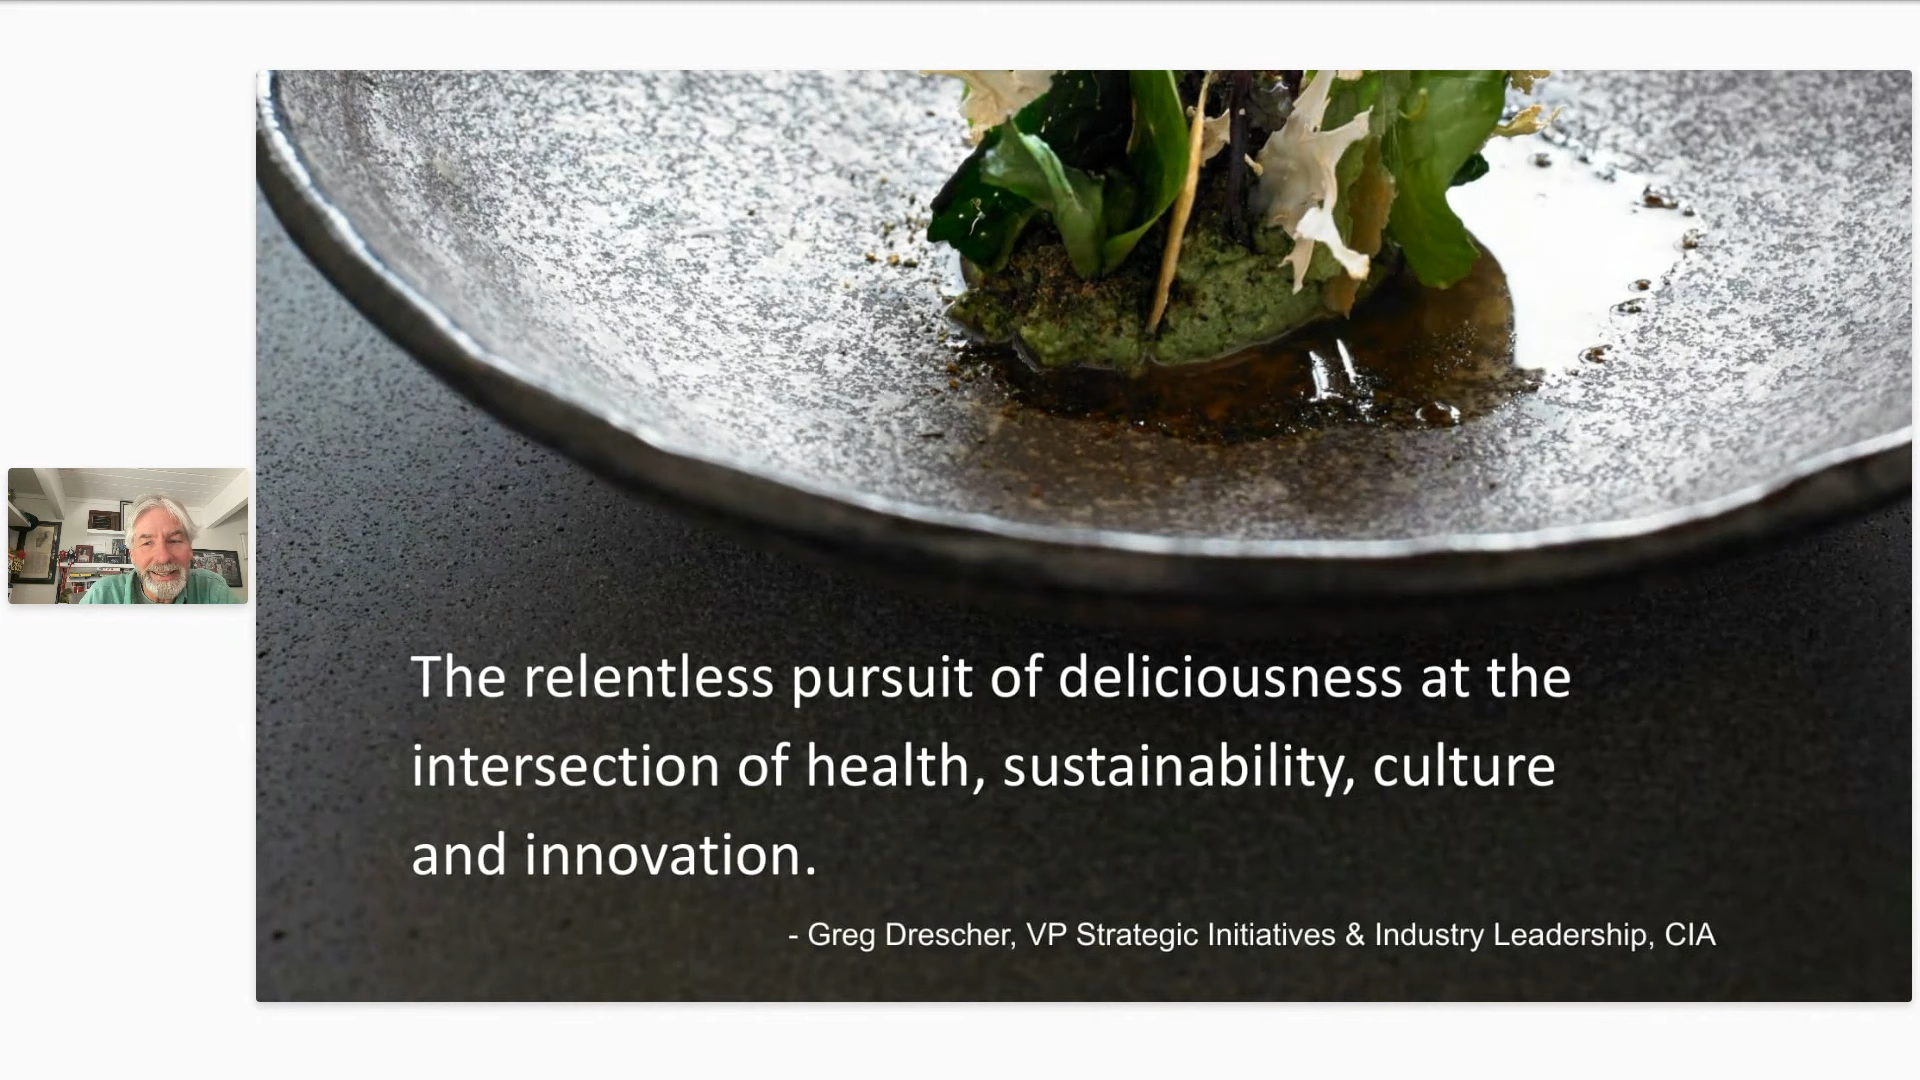 The relentless pursuit of deliciousness at the
intersection of health, sustainability, culture
and innovation.
- Greg Drescher, VP Strategic Initiatives & Industry Leadership, CIA